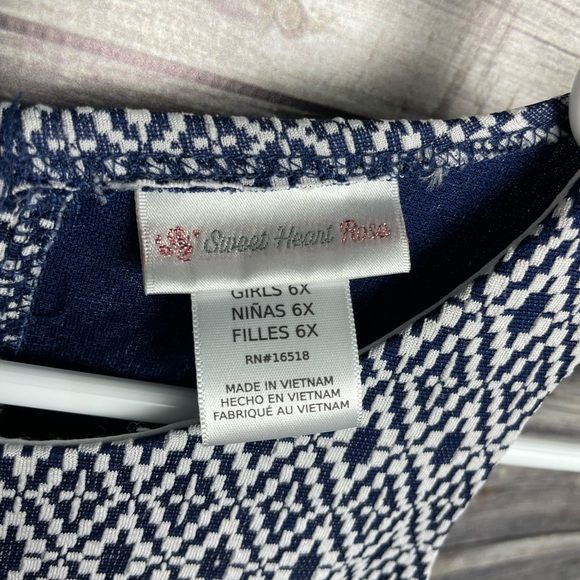 Sweet Heart Rose
GIRLS 6X
NIÑAS 6X
FILLES 6X
RN#16518
MADE IN VIETNAM
HECHO EN VIETNAM
FABRIQUÉ AU VIETNAM